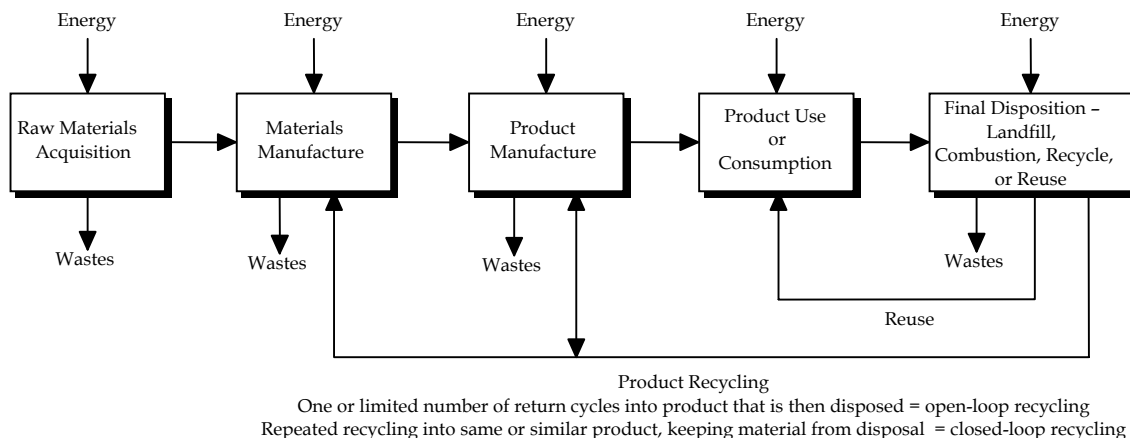 Energy
Energy
Energy
Energy
Energy
Raw Materials
Acquisition
Materials
Manufacture
Product
Manufacture
Product Use
or
Consumption
Final Disposition –
Landfill,
Combustion, Recycle,
or Reuse
Wastes
Wastes
Wastes
Wastes
Reuse
Product Recycling
One or limited number of return cycles into product that is then disposed = open-loop recycling
Repeated recycling into same or similar product, keeping material from disposal = closed-loop recycling